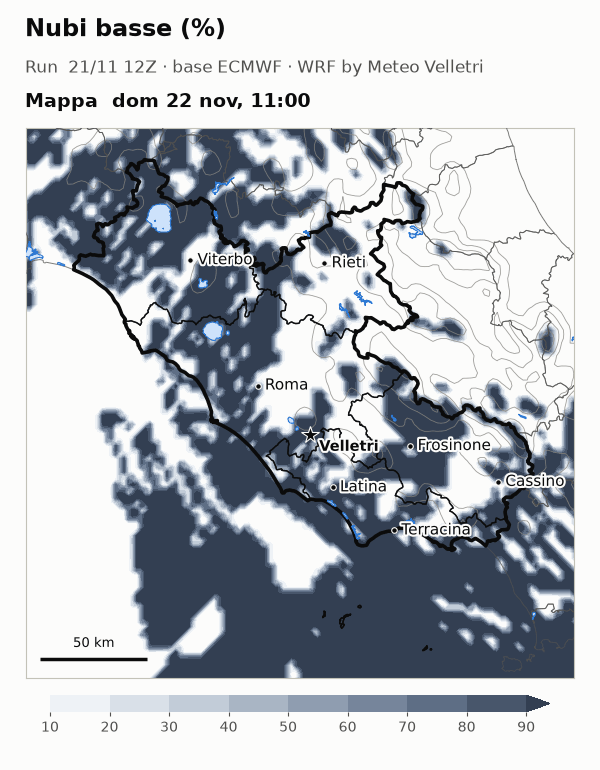 Nubi basse (%)
Run  21/11 12Z · base ECMWF · WRF by Meteo Velletri
Mappa  dom 22 nov, 11:00
Viterbo
Rieti
Roma
Velletri
Frosinone
Latina
Cassino
Terracina
50 km
10 20 30 40 50 60 70 80 90